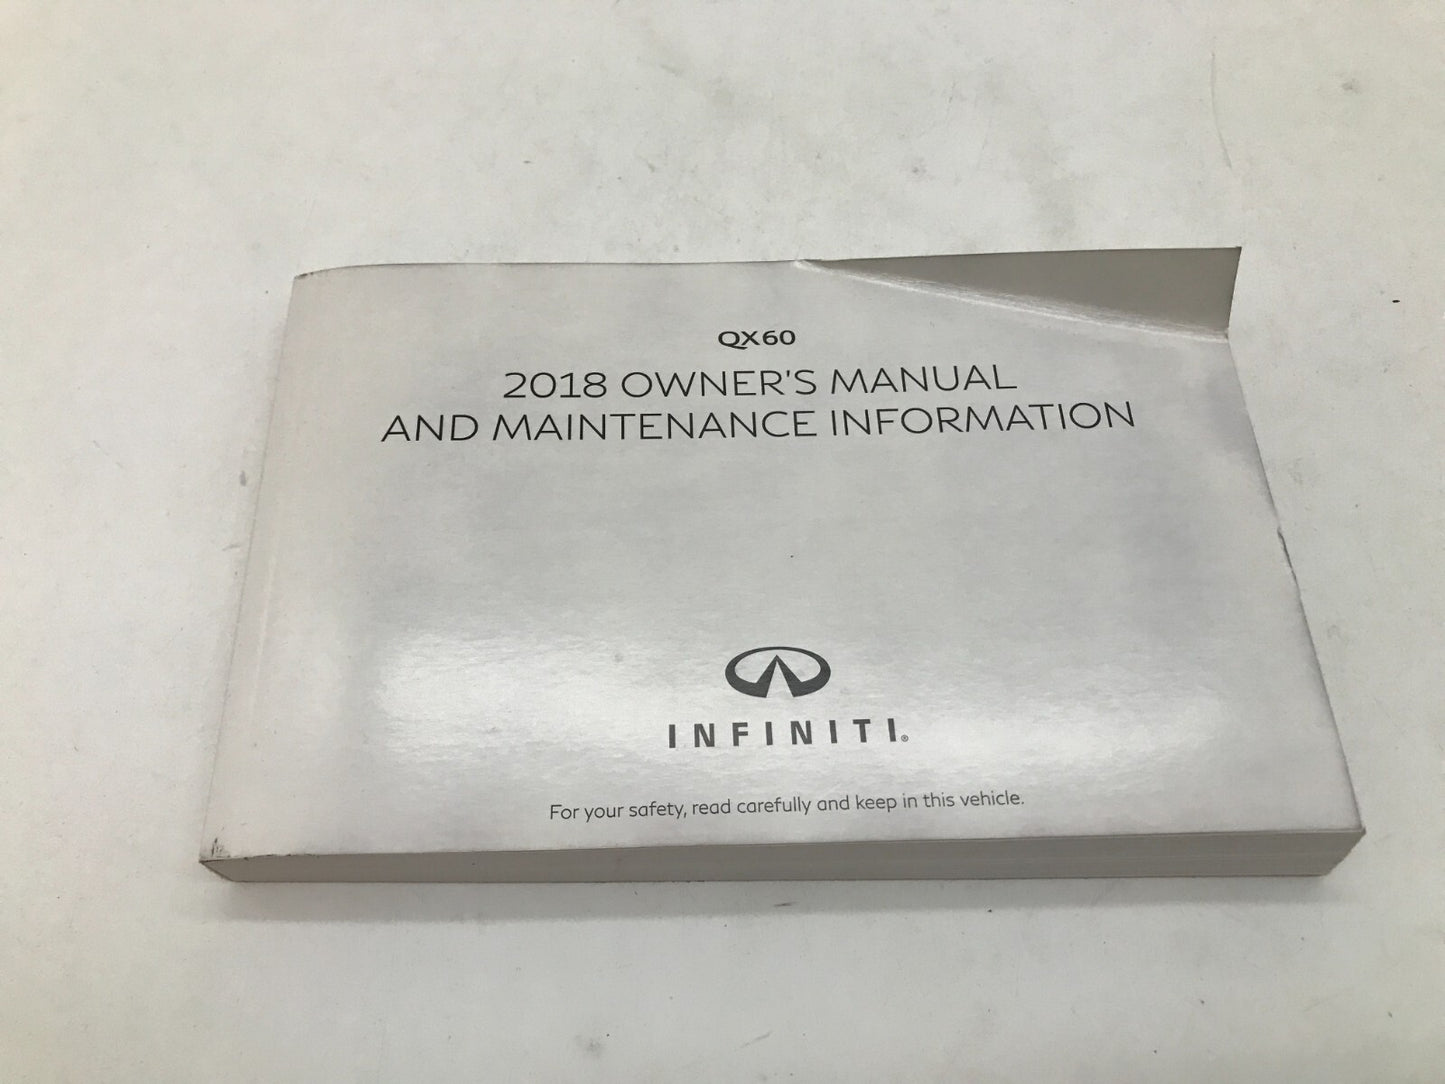 QX60
2018 OWNER'S MANUAL
AND MAINTENANCE INFORMATION
INFINITI®
For your safety, read carefully and keep in this vehicle.